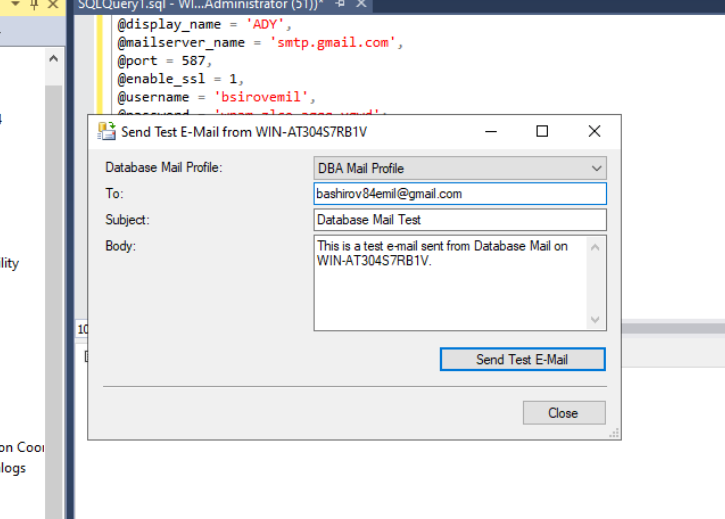 SQLQuery1.sql - WI...Administrator (51))*
@display_name = 'ADY',
@mailserver_name = 'smtp.gmail.com',
@port = 587,
@enable_ssl = 1,
@username = 'bsirovemil',
Send Test E-Mail from WIN-AT304S7RB1V
Database Mail Profile:
DBA Mail Profile
To:
bashirov84emil@gmail.com
Subject:
Database Mail Test
Body:
This is a test e-mail sent from Database Mail on
WIN-AT304S7RB1V.
Send Test E-Mail
Close
lity
10
on Coor
logs